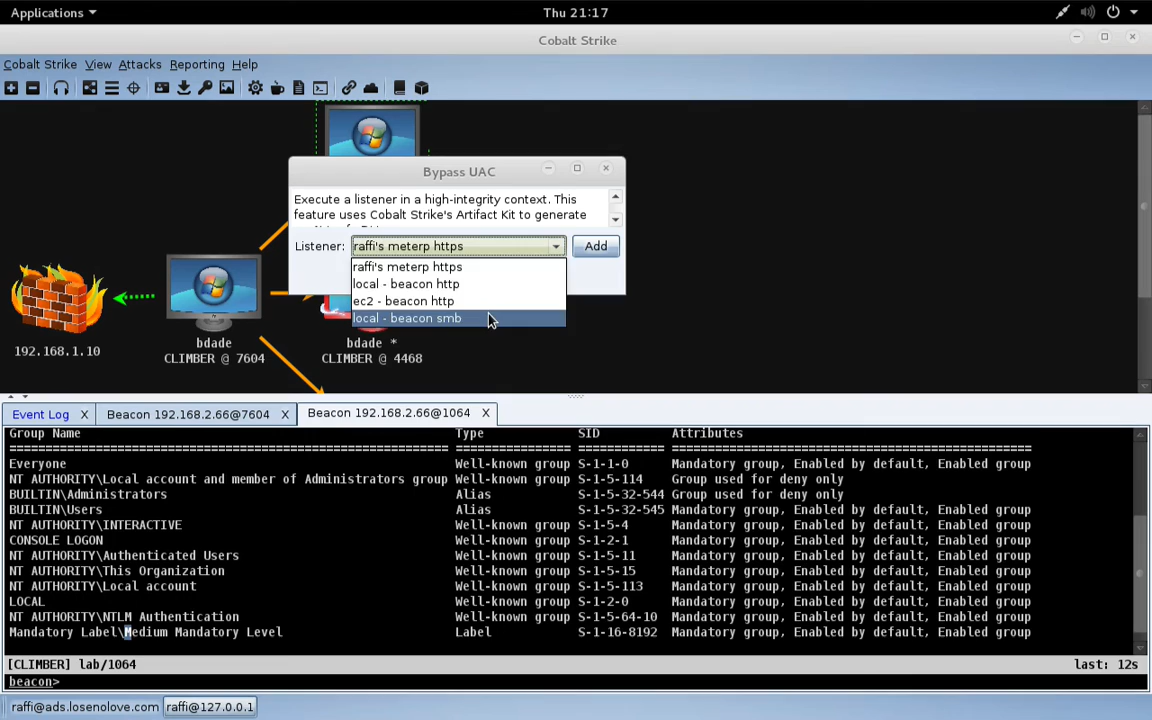 Applications
Thu 21:17
Cobalt Strike
Cobalt Strike View Attacks Reporting Help
Bypass UAC
Execute a listener in a high-integrity context. This
feature uses Cobalt Strike's Artifact Kit to generate
Listener: raffi's meterp https Add
raffi's meterp https
local - beacon http
ec2 - beacon http
local - beacon smb
192.168.1.10
bdade
CLIMBER @ 7604
bdade *
CLIMBER @ 4468
Event Log X Beacon 192.168.2.66@7604 X Beacon 192.168.2.66@1064 X
Group Name Type SID Attributes
Everyone Well-known group S-1-1-0 Mandatory group, Enabled by default, Enabled group
NT AUTHORITY\Local account and member of Administrators group Well-known group S-1-5-114 Group used for deny only
BUILTIN\Administrators Alias S-1-5-32-544 Group used for deny only
BUILTIN\Users Alias S-1-5-32-545 Mandatory group, Enabled by default, Enabled group
NT AUTHORITY\INTERACTIVE Well-known group S-1-5-4 Mandatory group, Enabled by default, Enabled group
CONSOLE LOGON Well-known group S-1-2-1 Mandatory group, Enabled by default, Enabled group
NT AUTHORITY\Authenticated Users Well-known group S-1-5-11 Mandatory group, Enabled by default, Enabled group
NT AUTHORITY\This Organization Well-known group S-1-5-15 Mandatory group, Enabled by default, Enabled group
NT AUTHORITY\Local account Well-known group S-1-5-113 Mandatory group, Enabled by default, Enabled group
LOCAL Well-known group S-1-2-0 Mandatory group, Enabled by default, Enabled group
NT AUTHORITY\NTLM Authentication Well-known group S-1-5-64-10 Mandatory group, Enabled by default, Enabled group
Mandatory Label\Medium Mandatory Level Label S-1-16-8192 Mandatory group, Enabled by default, Enabled group
[CLIMBER] lab/1064 last: 12s
beacon>
raffi@ads.losenolove.com raffi@127.0.0.1